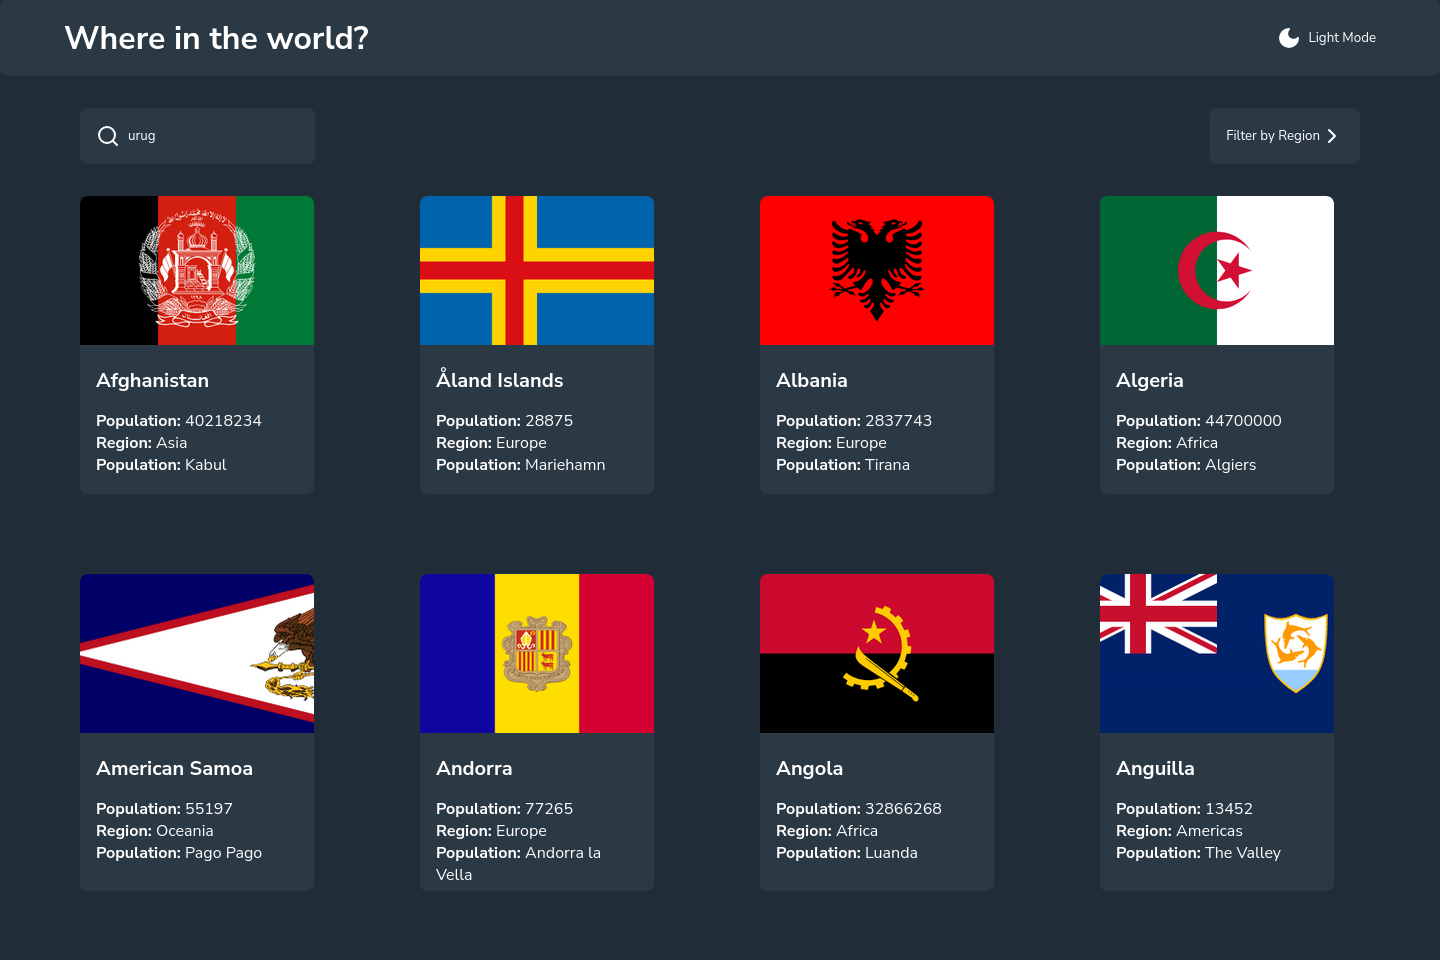 Where in the world?
Light Mode
urug
Filter by Region
Afghanistan
Population: 40218234
Region: Asia
Population: Kabul
Åland Islands
Population: 28875
Region: Europe
Population: Mariehamn
Albania
Population: 2837743
Region: Europe
Population: Tirana
Algeria
Population: 44700000
Region: Africa
Population: Algiers
American Samoa
Population: 55197
Region: Oceania
Population: Pago Pago
Andorra
Population: 77265
Region: Europe
Population: Andorra la
Vella
Angola
Population: 32866268
Region: Africa
Population: Luanda
Anguilla
Population: 13452
Region: Americas
Population: The Valley